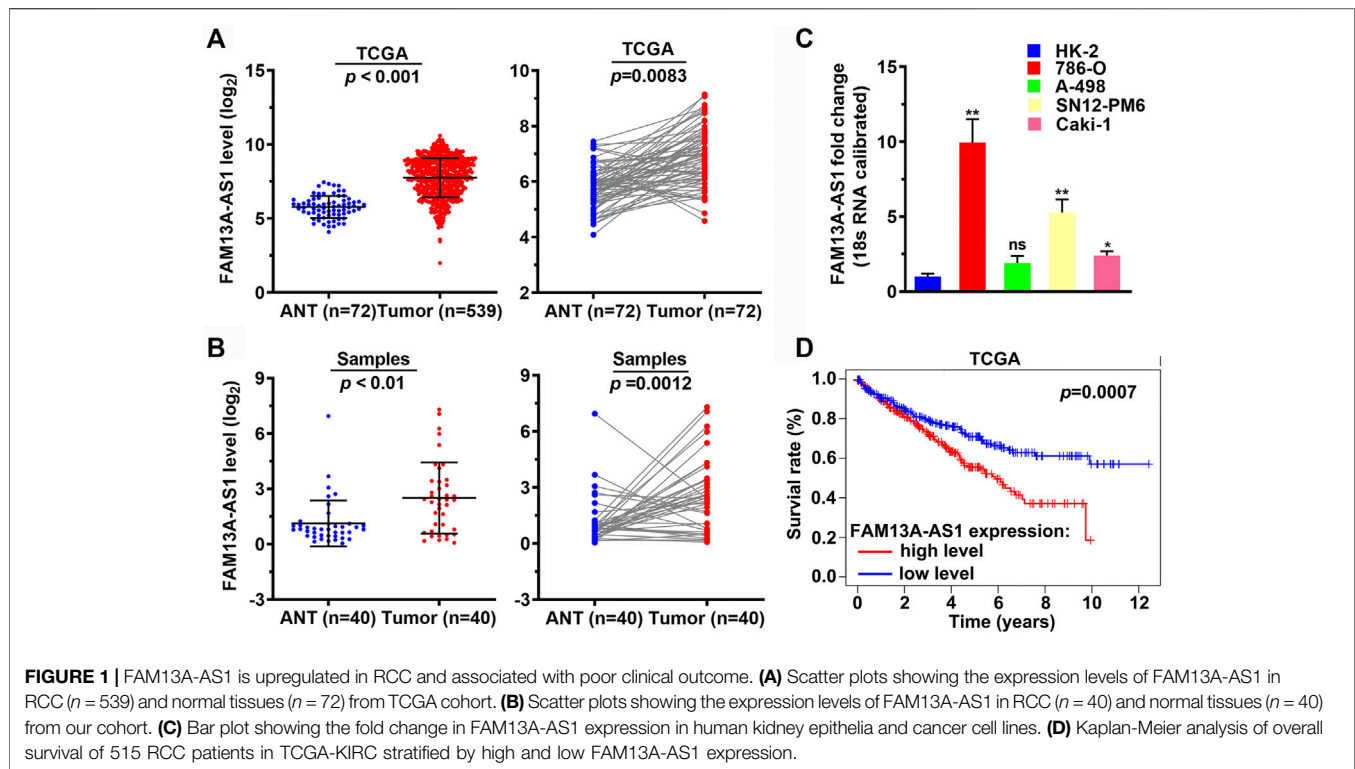 A
TCGA
p < 0.001
FAM13A-AS1 level (log2)
15
10
5
0
ANT (n=72)
Tumor (n=539)
TCGA
p=0.0083
10
8
6
4
2
ANT (n=72)
Tumor (n=72)
C
HK-2
786-O
A-498
SN12-PM6
Caki-1
FAM13A-AS1 fold change
(18s RNA calibrated)
15
10
5
0
**
ns
**
*
B
Samples
p < 0.01
FAM13A-AS1 level (log2)
9
6
3
0
-3
ANT (n=40)
Tumor (n=40)
Samples
p =0.0012
9
6
3
0
-3
ANT (n=40)
Tumor (n=40)
D
TCGA
p=0.0007
Survial rate (%)
1.0
0.8
0.6
0.4
0.2
0.0
FAM13A-AS1 expression:
high level
low level
0 2 4 6 8 10 12
Time (years)
FIGURE 1 | FAM13A-AS1 is upregulated in RCC and associated with poor clinical outcome. (A) Scatter plots showing the expression levels of FAM13A-AS1 in
RCC (n = 539) and normal tissues (n = 72) from TCGA cohort. (B) Scatter plots showing the expression levels of FAM13A-AS1 in RCC (n = 40) and normal tissues (n = 40)
from our cohort. (C) Bar plot showing the fold change in FAM13A-AS1 expression in human kidney epithelia and cancer cell lines. (D) Kaplan-Meier analysis of overall
survival of 515 RCC patients in TCGA-KIRC stratified by high and low FAM13A-AS1 expression.